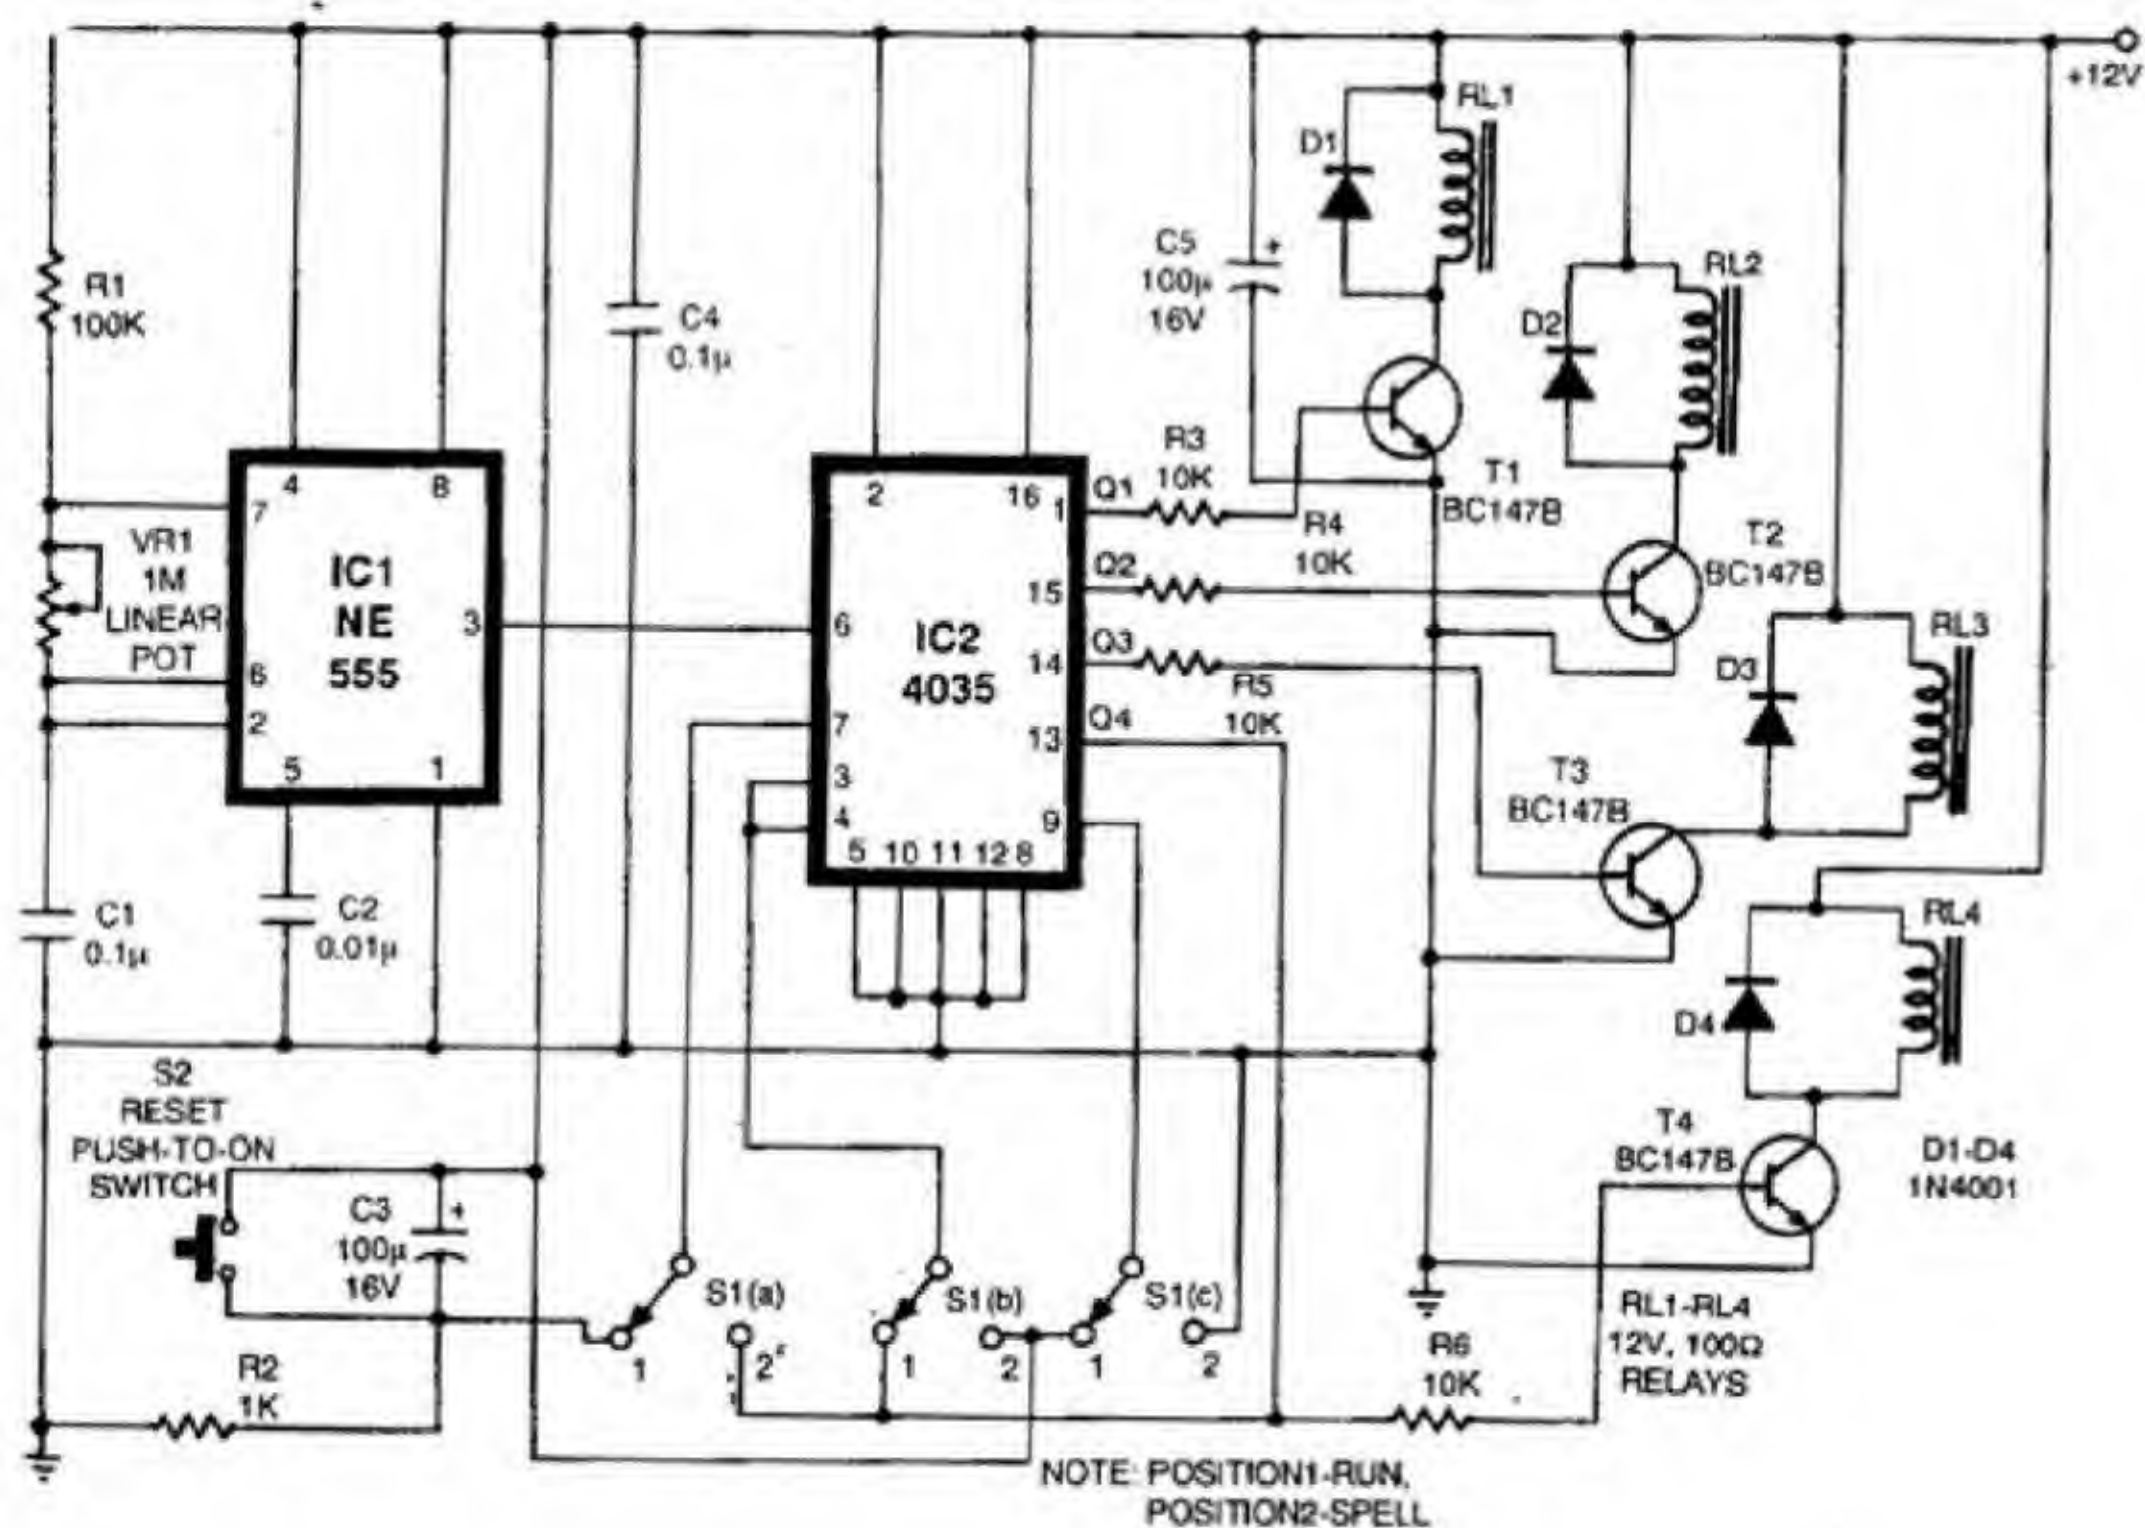 +12V
R1
100K
7
VR1
1M
LINEAR
POT
6
2
4
8
IC1
NE
555
3
5
1
C1
0.1µ
C2
0.01µ
C4
0.1µ
2
16
1
IC2
4035
6
7
3
4
5 10 11 12 8
15
14
13
9
Q1
Q2
Q3
Q4
R3
10K
R4
10K
R5
10K
C5
+
100µ
16V
D1
RL1
T1
BC147B
D2
RL2
T2
BC147B
D3
RL3
T3
BC147B
D4
RL4
T4
BC147B
D1-D4
1N4001
S2
RESET
PUSH-TO-ON
SWITCH
C3
+
100µ
16V
R2
1K
S1(a)
1
2
S1(b)
1
2
S1(c)
1
2
R6
10K
RL1-RL4
12V, 100Ω
RELAYS
NOTE: POSITION1-RUN,
POSITION2-SPELL